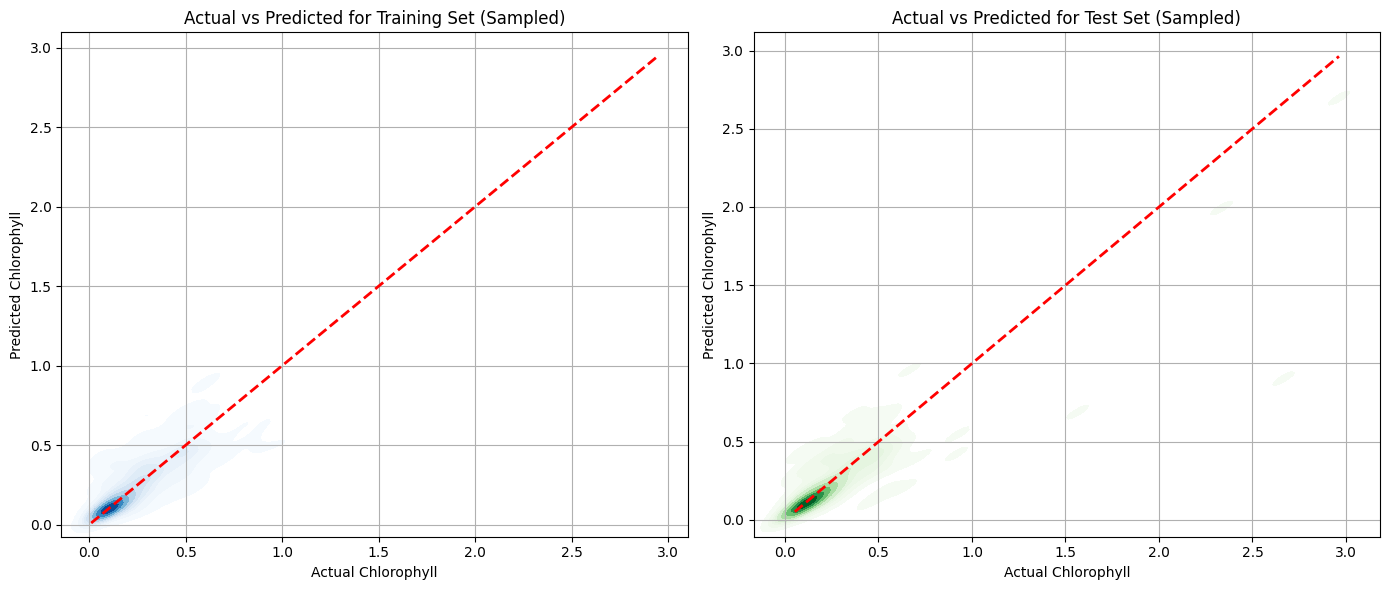 Actual vs Predicted for Training Set (Sampled)
Predicted Chlorophyll
3.0
2.5
2.0
1.5
1.0
0.5
0.0
0.0 0.5 1.0 1.5 2.0 2.5 3.0
Actual Chlorophyll
Actual vs Predicted for Test Set (Sampled)
Predicted Chlorophyll
3.0
2.5
2.0
1.5
1.0
0.5
0.0
0.0 0.5 1.0 1.5 2.0 2.5 3.0
Actual Chlorophyll